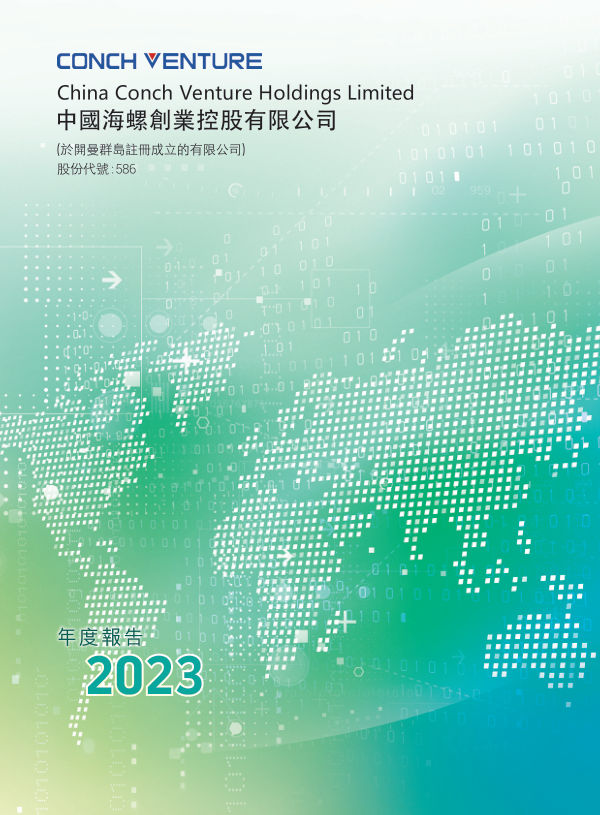 CONCH VENTURE
China Conch Venture Holdings Limited
中國海螺創業控股有限公司
(於開曼群島註冊成立的有限公司)
股份代號:586
年度報告
2023